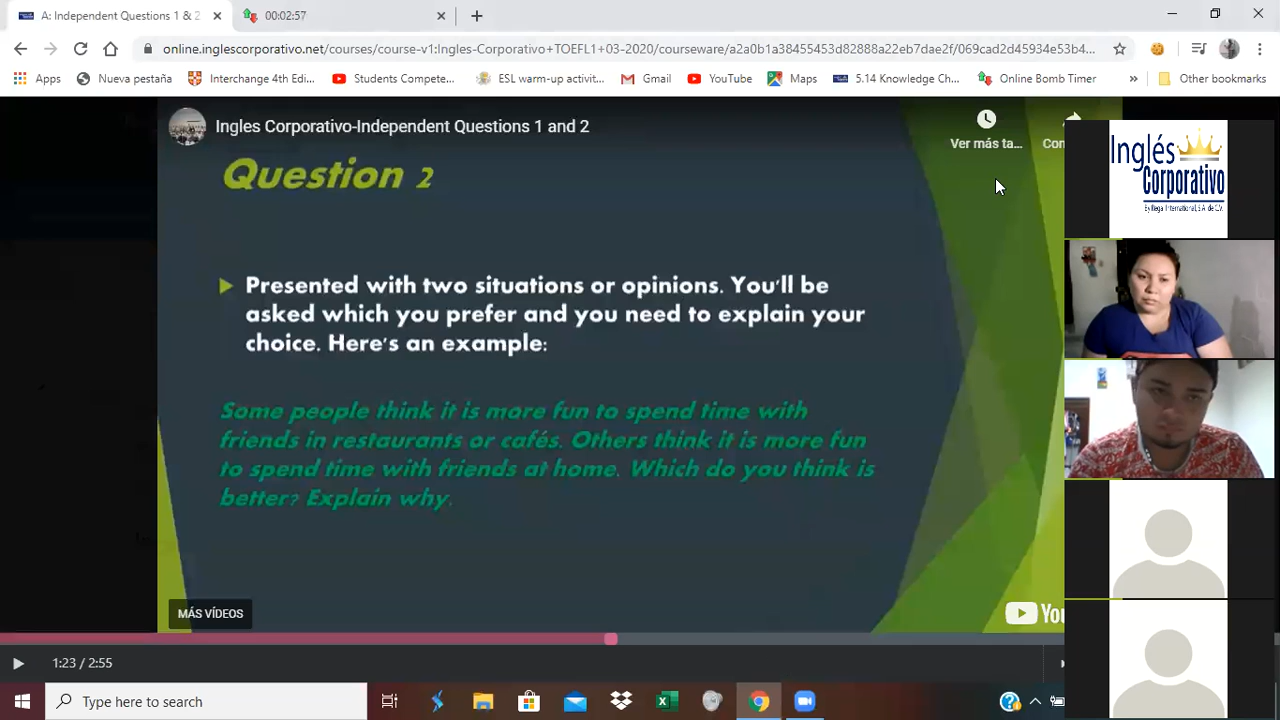 A: Independent Questions 1 & 2
00:02:57
online.inglescorporativo.net/courses/course-v1:Ingles-Corporativo+TOEFL1+03-2020/courseware/a2a0b1a38455453d82888a22eb7dae2f/069cad2d45934e53b4...
Apps
Nueva pestaña
Interchange 4th Edi...
Students Compete...
ESL warm-up activit...
Gmail
YouTube
Maps
5.14 Knowledge Ch...
Online Bomb Timer
»
Other bookmarks
Ingles Corporativo-Independent Questions 1 and 2
Ver más ta...
Con
Question 2
Presented with two situations or opinions. You'll be
asked which you prefer and you need to explain your
choice. Here's an example:
Some people think it is more fun to spend time with
friends in restaurants or cafés. Others think it is more fun
to spend time with friends at home. Which do you think is
better? Explain why.
MÁS VÍDEOS
You
1:23 / 2:55
Inglés
Corporativo
Type here to search